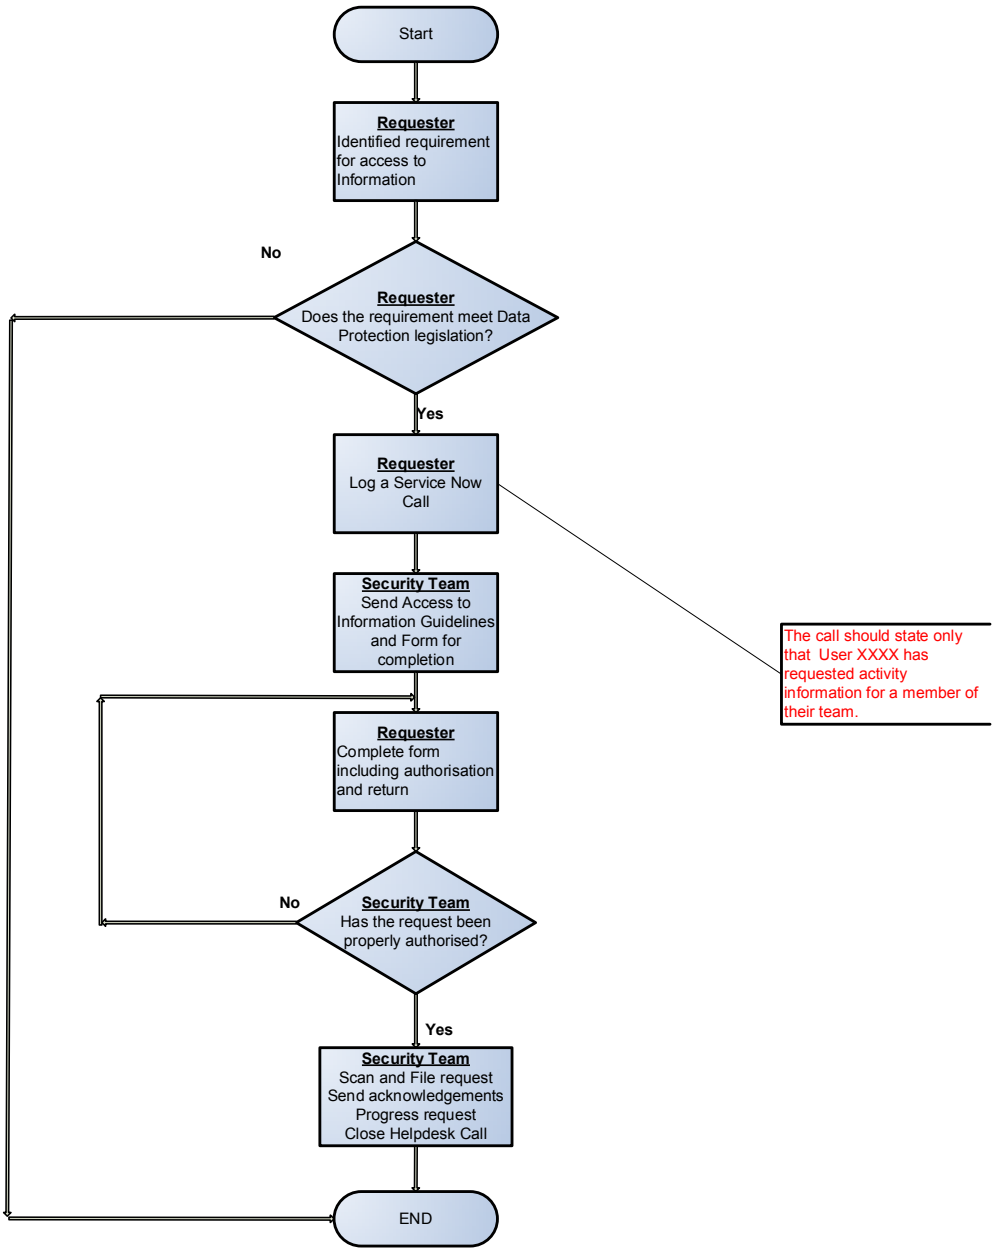 Start
Requester
Identified requirement
for access to
Information
No
Requester
Does the requirement meet Data
Protection legislation?
Yes
Requester
Log a Service Now
Call
Security Team
Send Access to
Information Guidelines
and Form for
completion
The call should state only
that User XXXX has
requested activity
information for a member of
their team.
Requester
Complete form
including authorisation
and return
No
Security Team
Has the request been
properly authorised?
Yes
Security Team
Scan and File request
Send acknowledgements
Progress request
Close Helpdesk Call
END